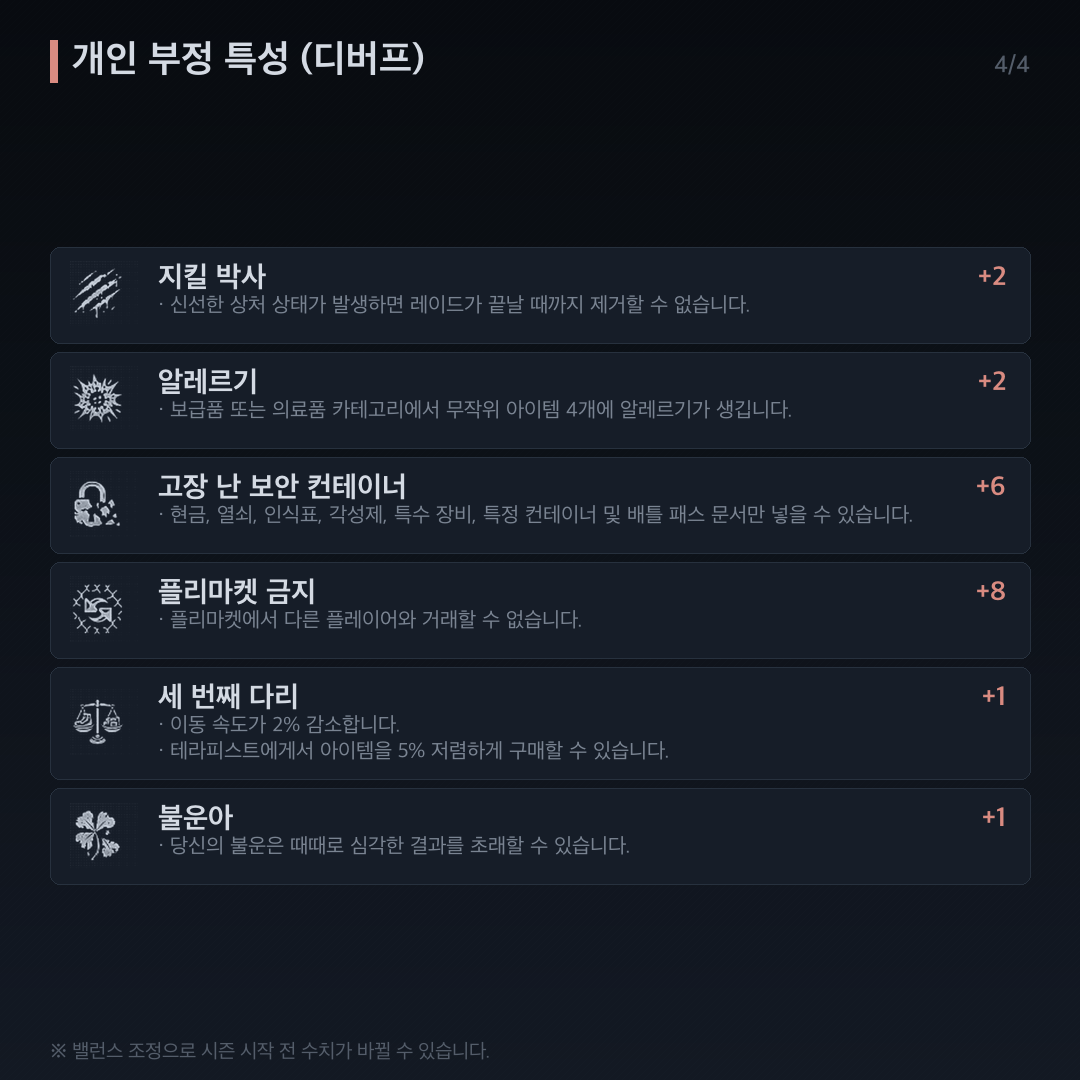 개인 부정 특성 (디버프)
4/4
지킬 박사
+2
· 신선한 상처 상태가 발생하면 레이드가 끝날 때까지 제거할 수 없습니다.
알레르기
+2
· 보급품 또는 의료품 카테고리에서 무작위 아이템 4개에 알레르기가 생깁니다.
고장 난 보안 컨테이너
+6
· 현금, 열쇠, 인식표, 각성제, 특수 장비, 특정 컨테이너 및 배틀 패스 문서만 넣을 수 있습니다.
플리마켓 금지
+8
· 플리마켓에서 다른 플레이어와 거래할 수 없습니다.
세 번째 다리
+1
· 이동 속도가 2% 감소합니다.
· 테라피스트에게서 아이템을 5% 저렴하게 구매할 수 있습니다.
불운아
+1
· 당신의 불운은 때때로 심각한 결과를 초래할 수 있습니다.
※ 밸런스 조정으로 시즌 시작 전 수치가 바뀔 수 있습니다.